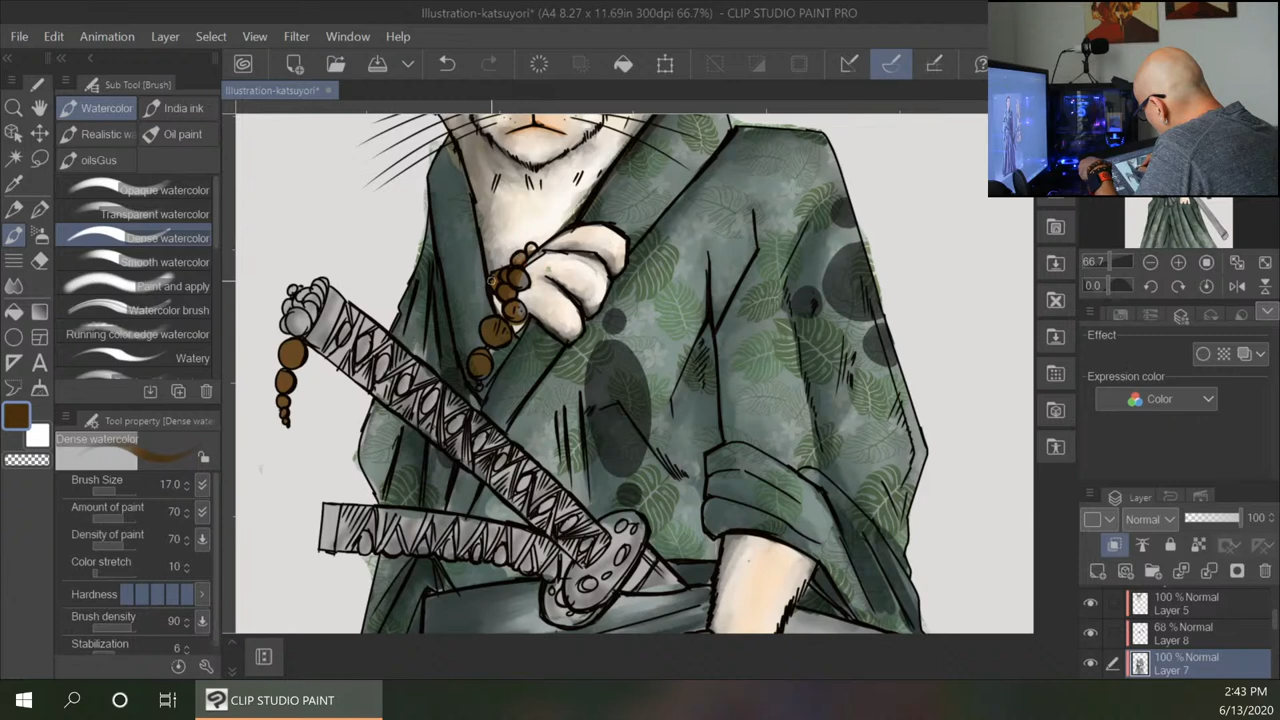 Illustration-katsuyori* (A4 8.27 x 11.69in 300dpi 66.7%) - CLIP STUDIO PAINT PRO
File Edit Animation Layer Select View Filter Window Help
Sub Tool [Brush]
Illustration-katsuyori*
Watercolor India ink
Realistic wa Oil paint
oilsGus
Opaque watercolor
Transparent watercolor
Dense watercolor
Smooth watercolor
Paint and apply
Watercolor brush
Running color edge watercolor
Watery
Tool property [Dense water
Dense watercolor
Brush Size 17.0
Amount of paint 70
Density of paint 70
Color stretch 10
Hardness
Brush density 90
Stabilization 6
66.7
0.0
Effect
Expression color
Color
Layer
Normal 100
100 % Normal
Layer 5
68 % Normal
Layer 8
100 % Normal
Layer 7
CLIP STUDIO PAINT
2:43 PM
6/13/2020